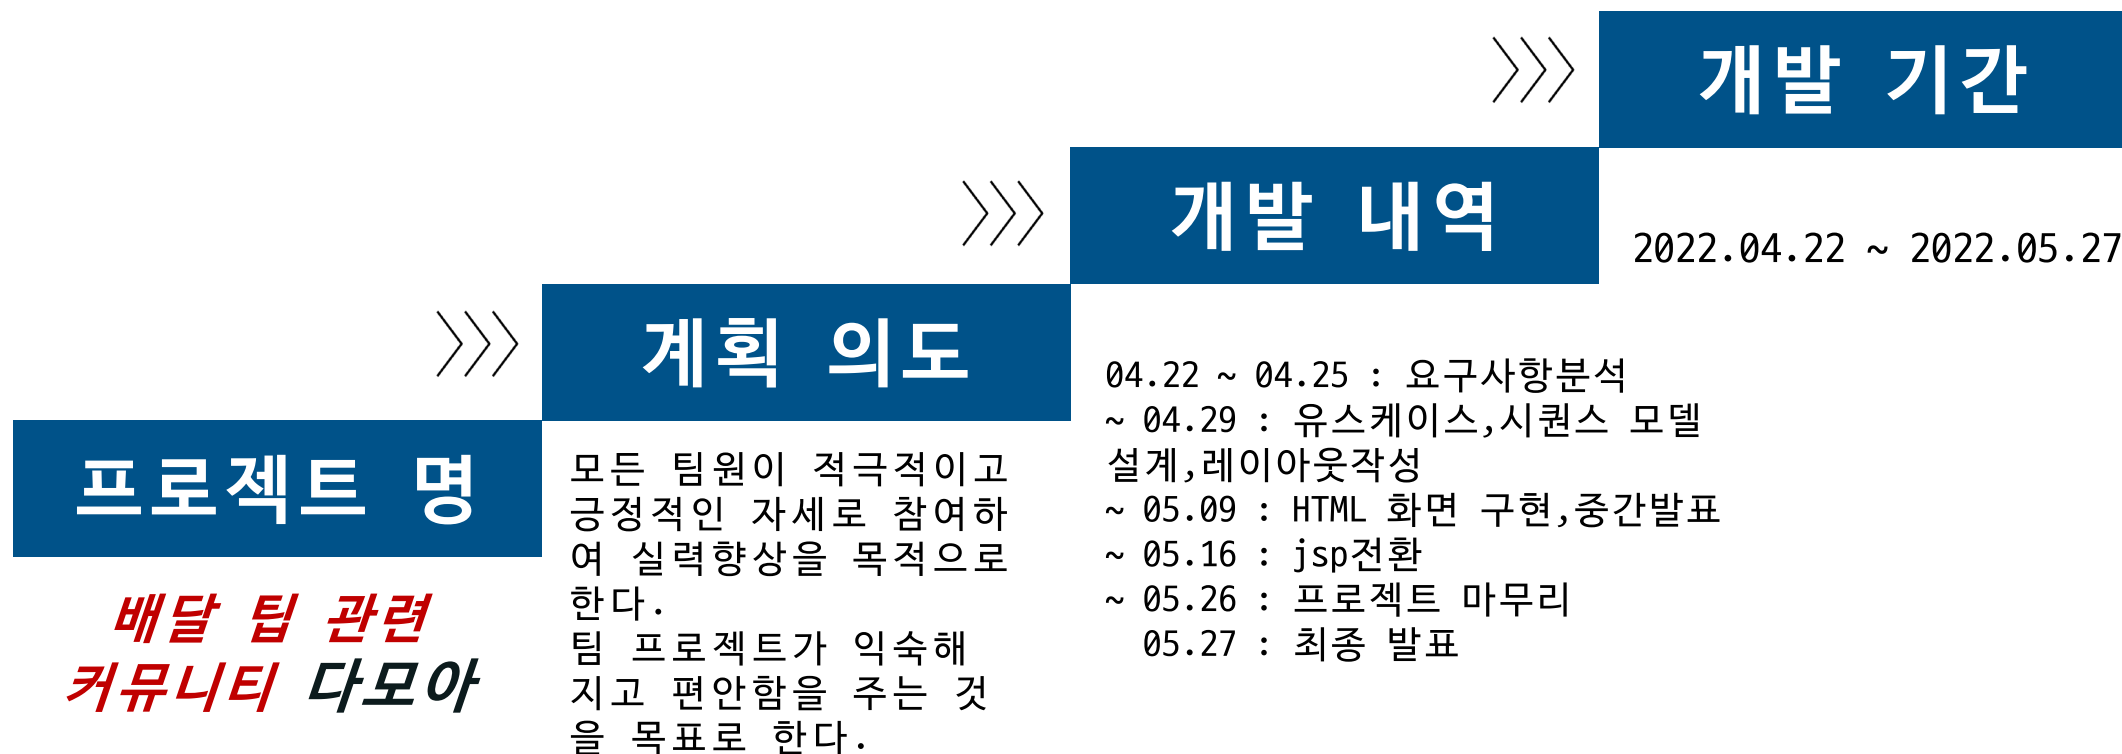 프로젝트 명
배달 팁 관련
커뮤니티 다모아
계획 의도
모든 팀원이 적극적이고
긍정적인 자세로 참여하
여 실력향상을 목적으로
한다.
팀 프로젝트가 익숙해
지고 편안함을 주는 것
을 목표로 한다.
개발 내역
04.22 ~ 04.25 : 요구사항분석
~ 04.29 : 유스케이스,시퀀스 모델
설계,레이아웃작성
~ 05.09 : HTML 화면 구현,중간발표
~ 05.16 : jsp전환
~ 05.26 : 프로젝트 마무리
05.27 : 최종 발표
개발 기간
2022.04.22 ~ 2022.05.27